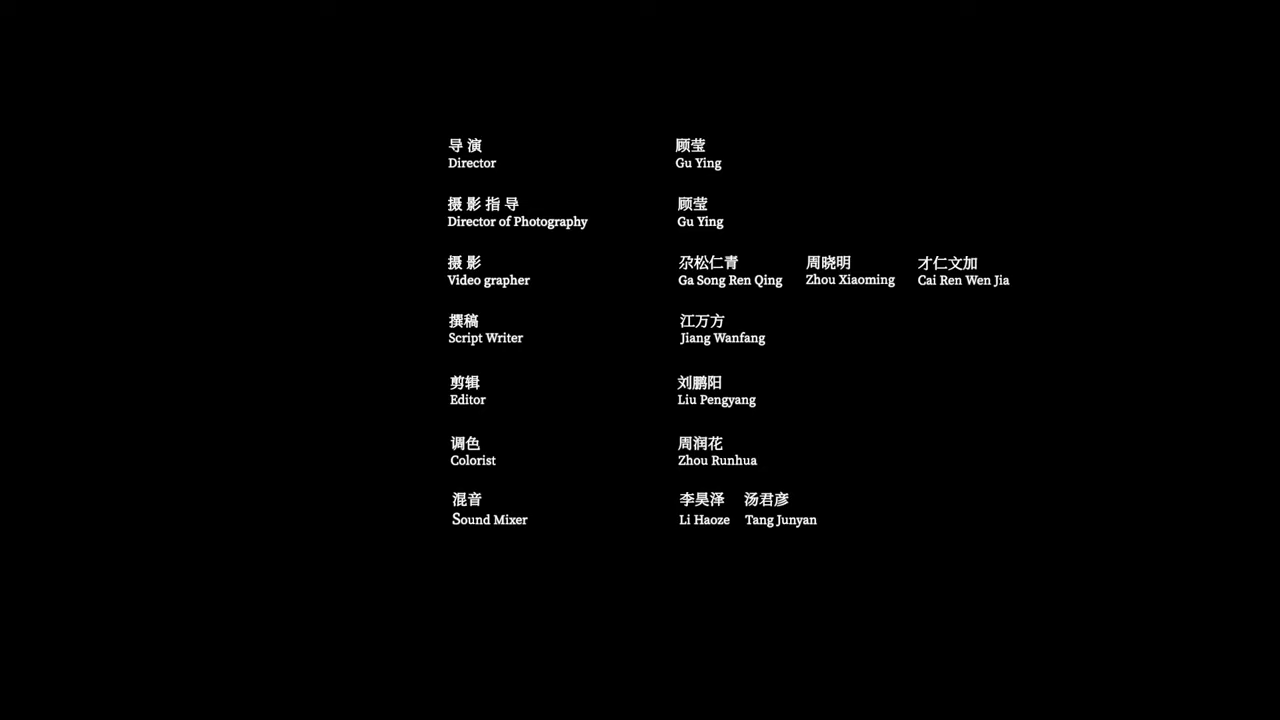 导 演 顾莹
Director Gu Ying
摄 影 指 导 顾莹
Director of Photography Gu Ying
摄 影 尕松仁青 周晓明 才仁文加
Video grapher Ga Song Ren Qing Zhou Xiaoming Cai Ren Wen Jia
撰稿 江万方
Script Writer Jiang Wanfang
剪辑 刘鹏阳
Editor Liu Pengyang
调色 周润花
Colorist Zhou Runhua
混音 李昊泽 汤君彦
Sound Mixer Li Haoze Tang Junyan